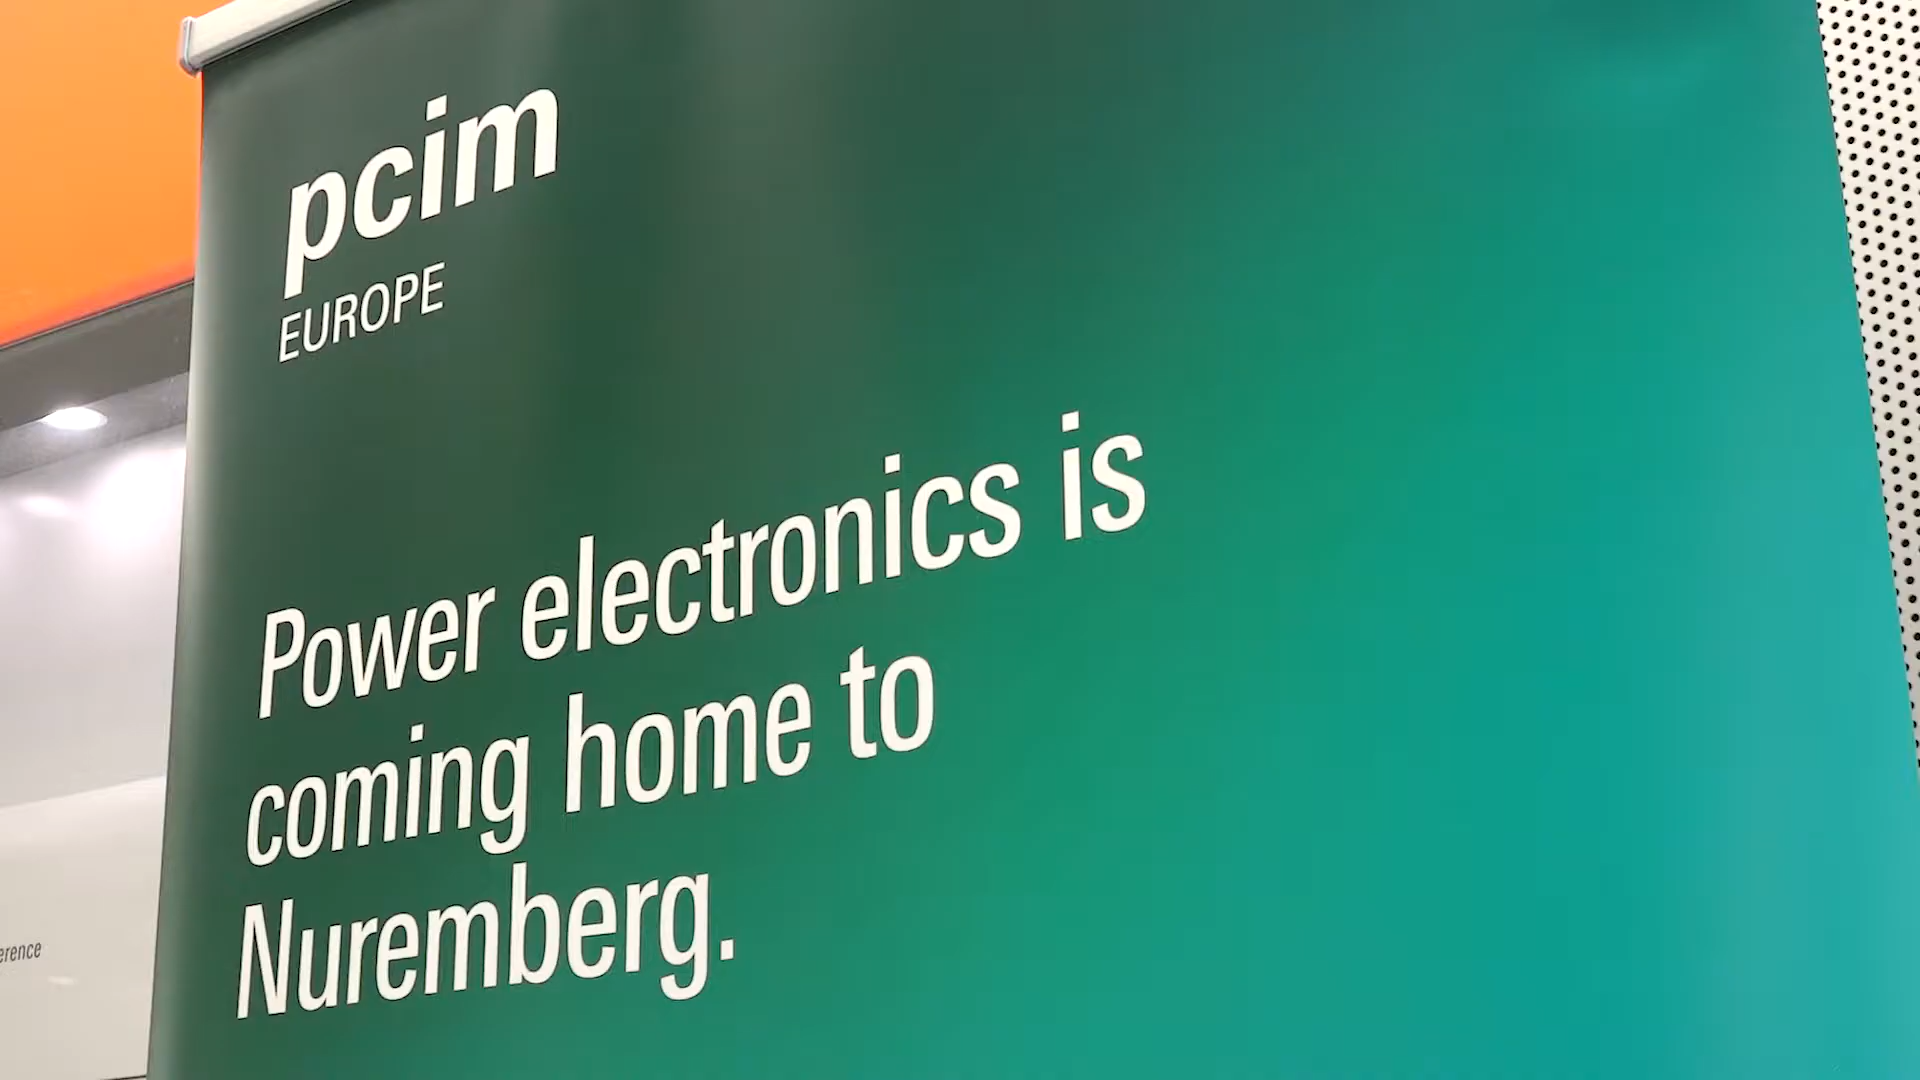 pcim
EUROPE
Power electronics is
coming home to
Nuremberg.